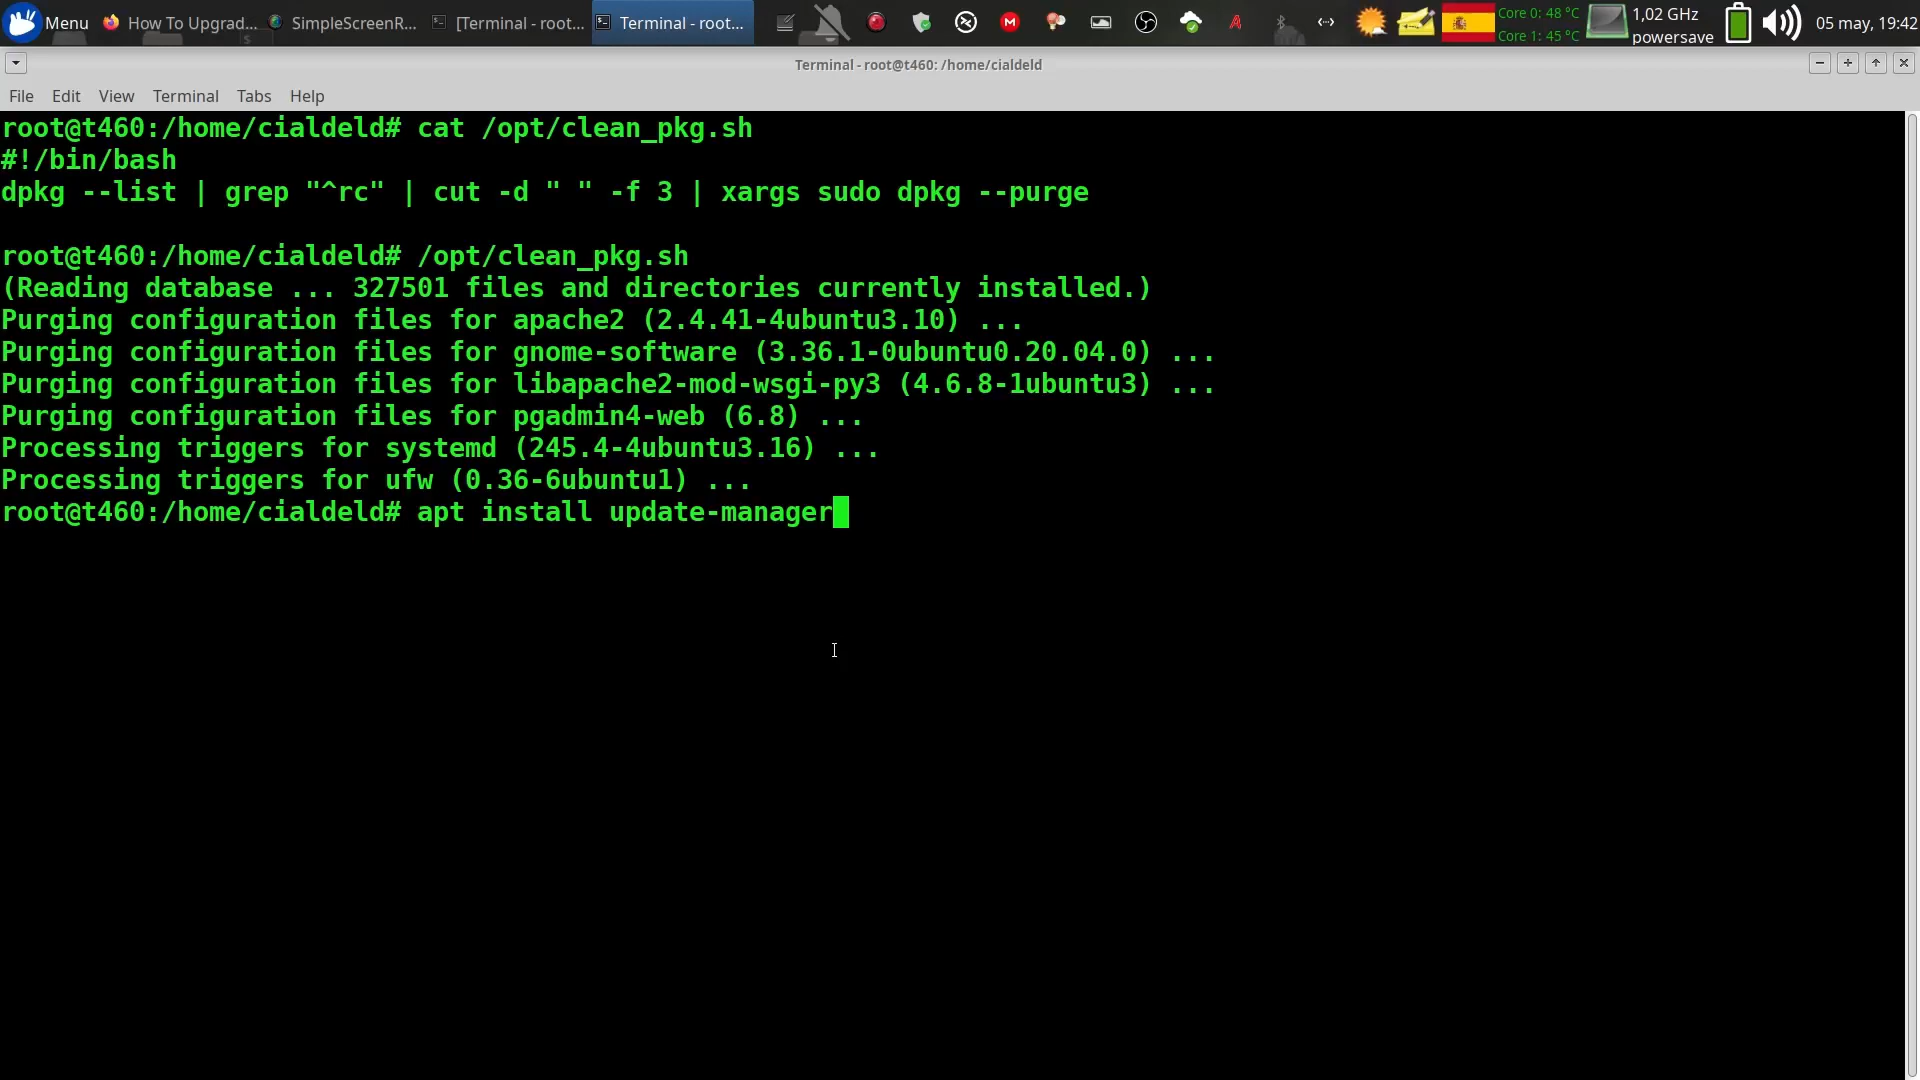 Menu How To Upgrad... SimpleScreenR... [Terminal - root... Terminal - root... Core 0: 48 °C Core 1: 45 °C 1,02 GHz powersave 05 may, 19:42
Terminal - root@t460: /home/cialdeld
File Edit View Terminal Tabs Help
root@t460:/home/cialdeld# cat /opt/clean_pkg.sh
#!/bin/bash
dpkg --list | grep "^rc" | cut -d " " -f 3 | xargs sudo dpkg --purge
root@t460:/home/cialdeld# /opt/clean_pkg.sh
(Reading database ... 327501 files and directories currently installed.)
Purging configuration files for apache2 (2.4.41-4ubuntu3.10) ...
Purging configuration files for gnome-software (3.36.1-0ubuntu0.20.04.0) ...
Purging configuration files for libapache2-mod-wsgi-py3 (4.6.8-1ubuntu3) ...
Purging configuration files for pgadmin4-web (6.8) ...
Processing triggers for systemd (245.4-4ubuntu3.16) ...
Processing triggers for ufw (0.36-6ubuntu1) ...
root@t460:/home/cialdeld# apt install update-manager